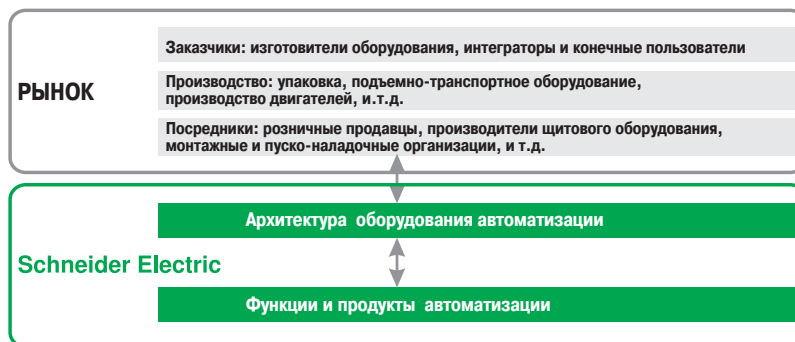 Заказчики: изготовители оборудования, интеграторы и конечные пользователи
РЫНОК
Производство: упаковка, подъемно-транспортное оборудование,
производство двигателей, и.т.д.
Посредники: розничные продавцы, производители щитового оборудования,
монтажные и пуско-наладочные организации, и т.д.
Архитектура оборудования автоматизации
Schneider Electric
Функции и продукты автоматизации